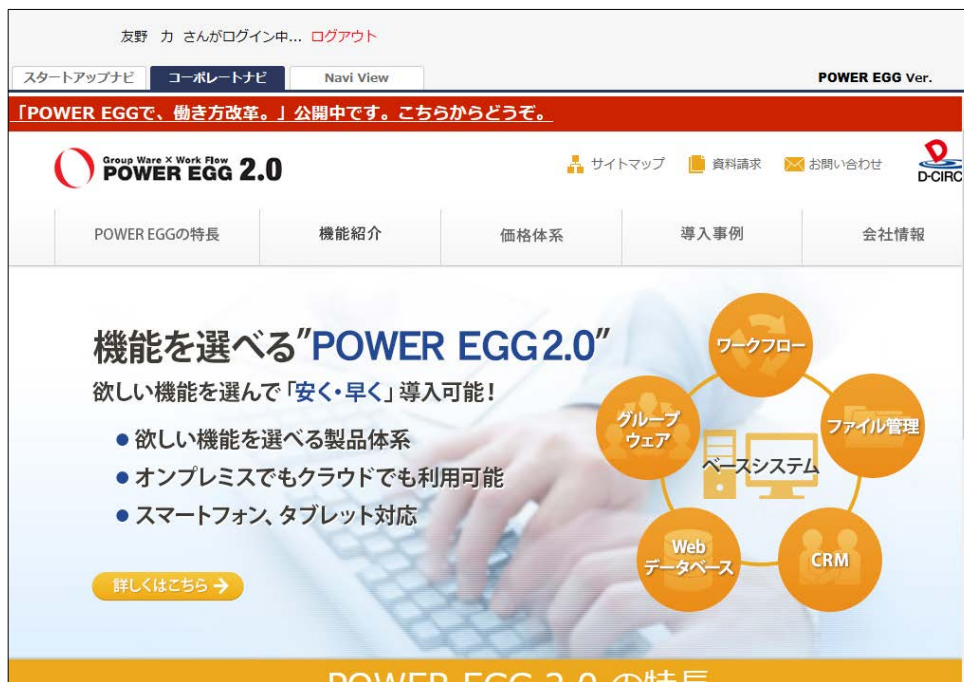 友野 力 さんがログイン中... ログアウト
スタートアップナビ コーポレートナビ Navi View POWER EGG Ver.
「POWER EGGで、働き方改革。」公開中です。こちらからどうぞ。
Group Ware × Work Flow
POWER EGG 2.0
サイトマップ 資料請求 お問い合わせ
D-CIRC
POWER EGGの特長 機能紹介 価格体系 導入事例 会社情報
機能を選べる"POWER EGG2.0"
欲しい機能を選んで「安く・早く」導入可能!
●欲しい機能を選べる製品体系
●オンプレミスでもクラウドでも利用可能
●スマートフォン、タブレット対応
詳しくはこちら→
ワークフロー
グループ
ウェア
ファイル管理
ベースシステム
Web
データベース
CRM
POWER EGG 2.0 の特長